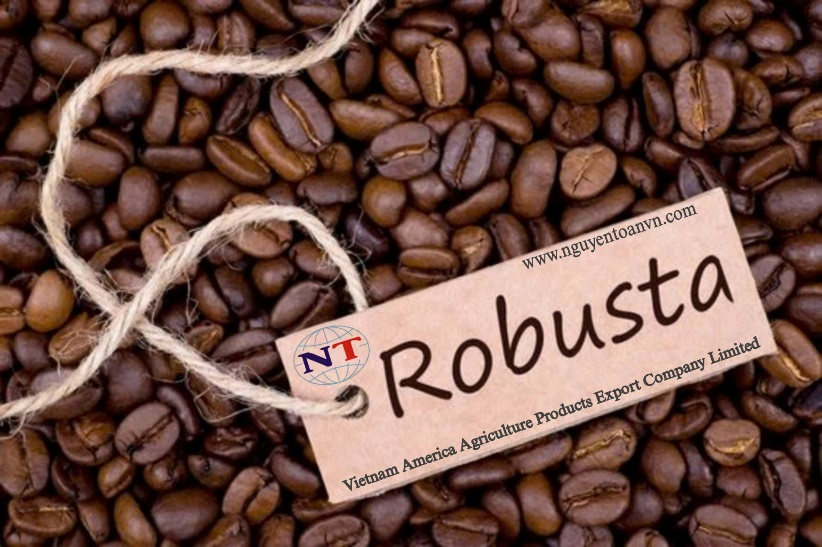 www.nguyentoanvn.com
NT
Robusta
Vietnam America Agriculture Products Export Company Limited